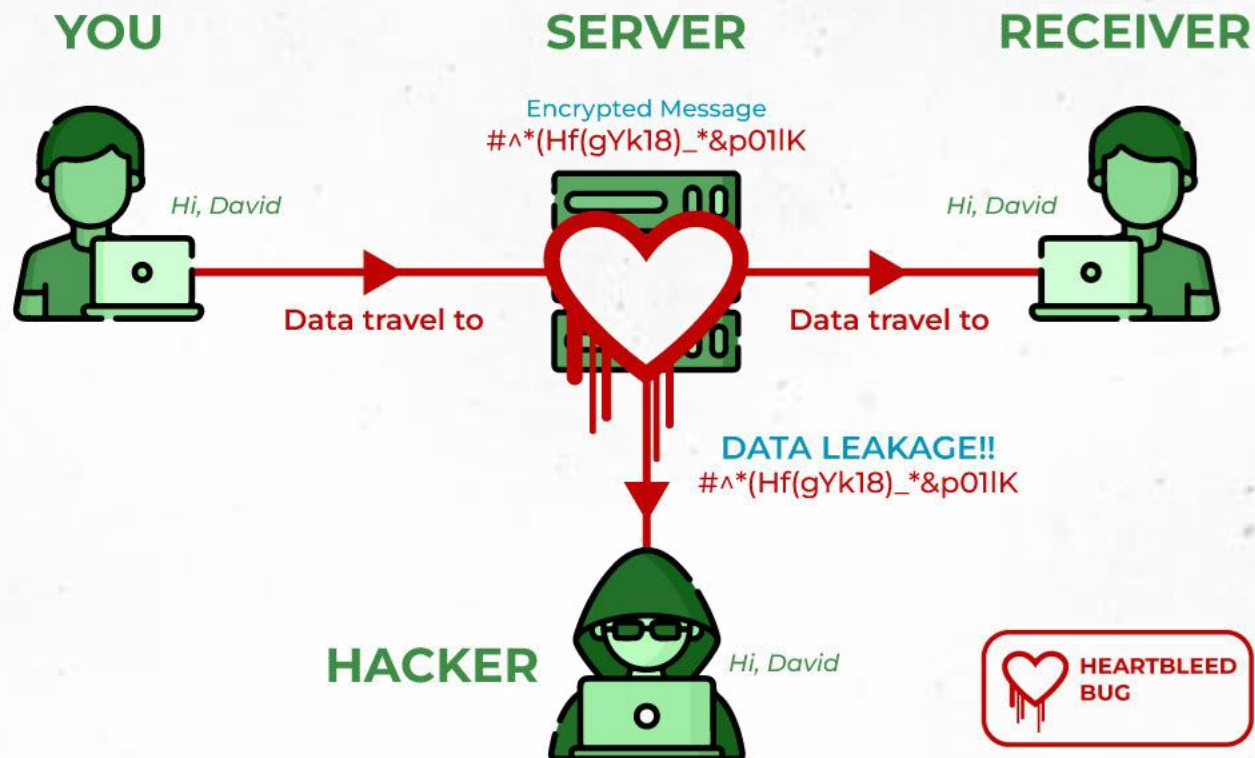 YOU
SERVER
RECEIVER
Encrypted Message
#^*(Hf(gYk18)_*&p01lK
Hi, David
Hi, David
Data travel to
Data travel to
DATA LEAKAGE!!
#^*(Hf(gYk18)_*&p01lK
HACKER
Hi, David
HEARTBLEED
BUG